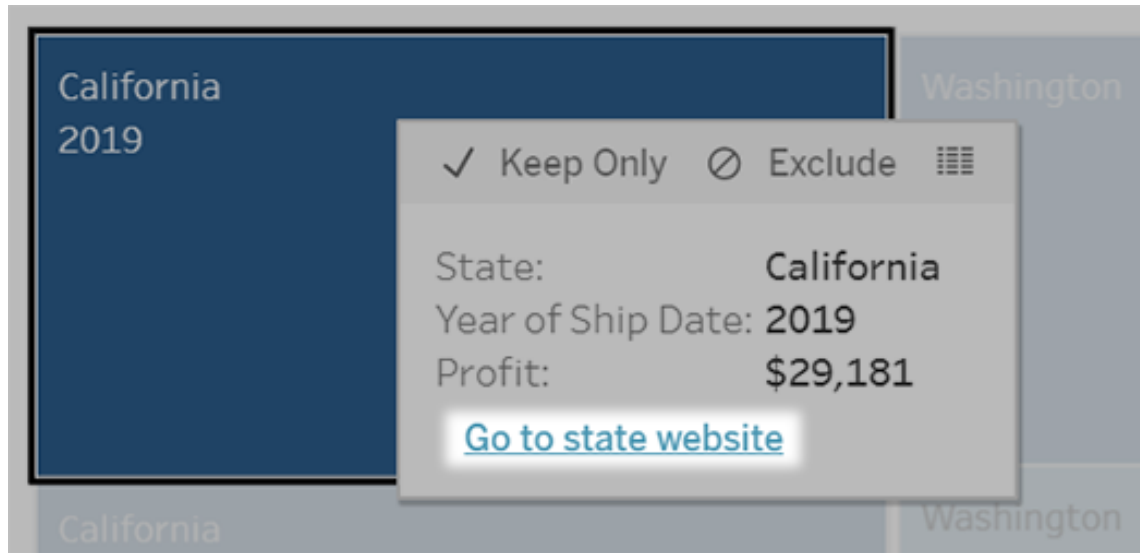 California
2019
Washington
Keep Only Exclude
State: California
Year of Ship Date: 2019
Profit: $29,181
Go to state website
California
Washington